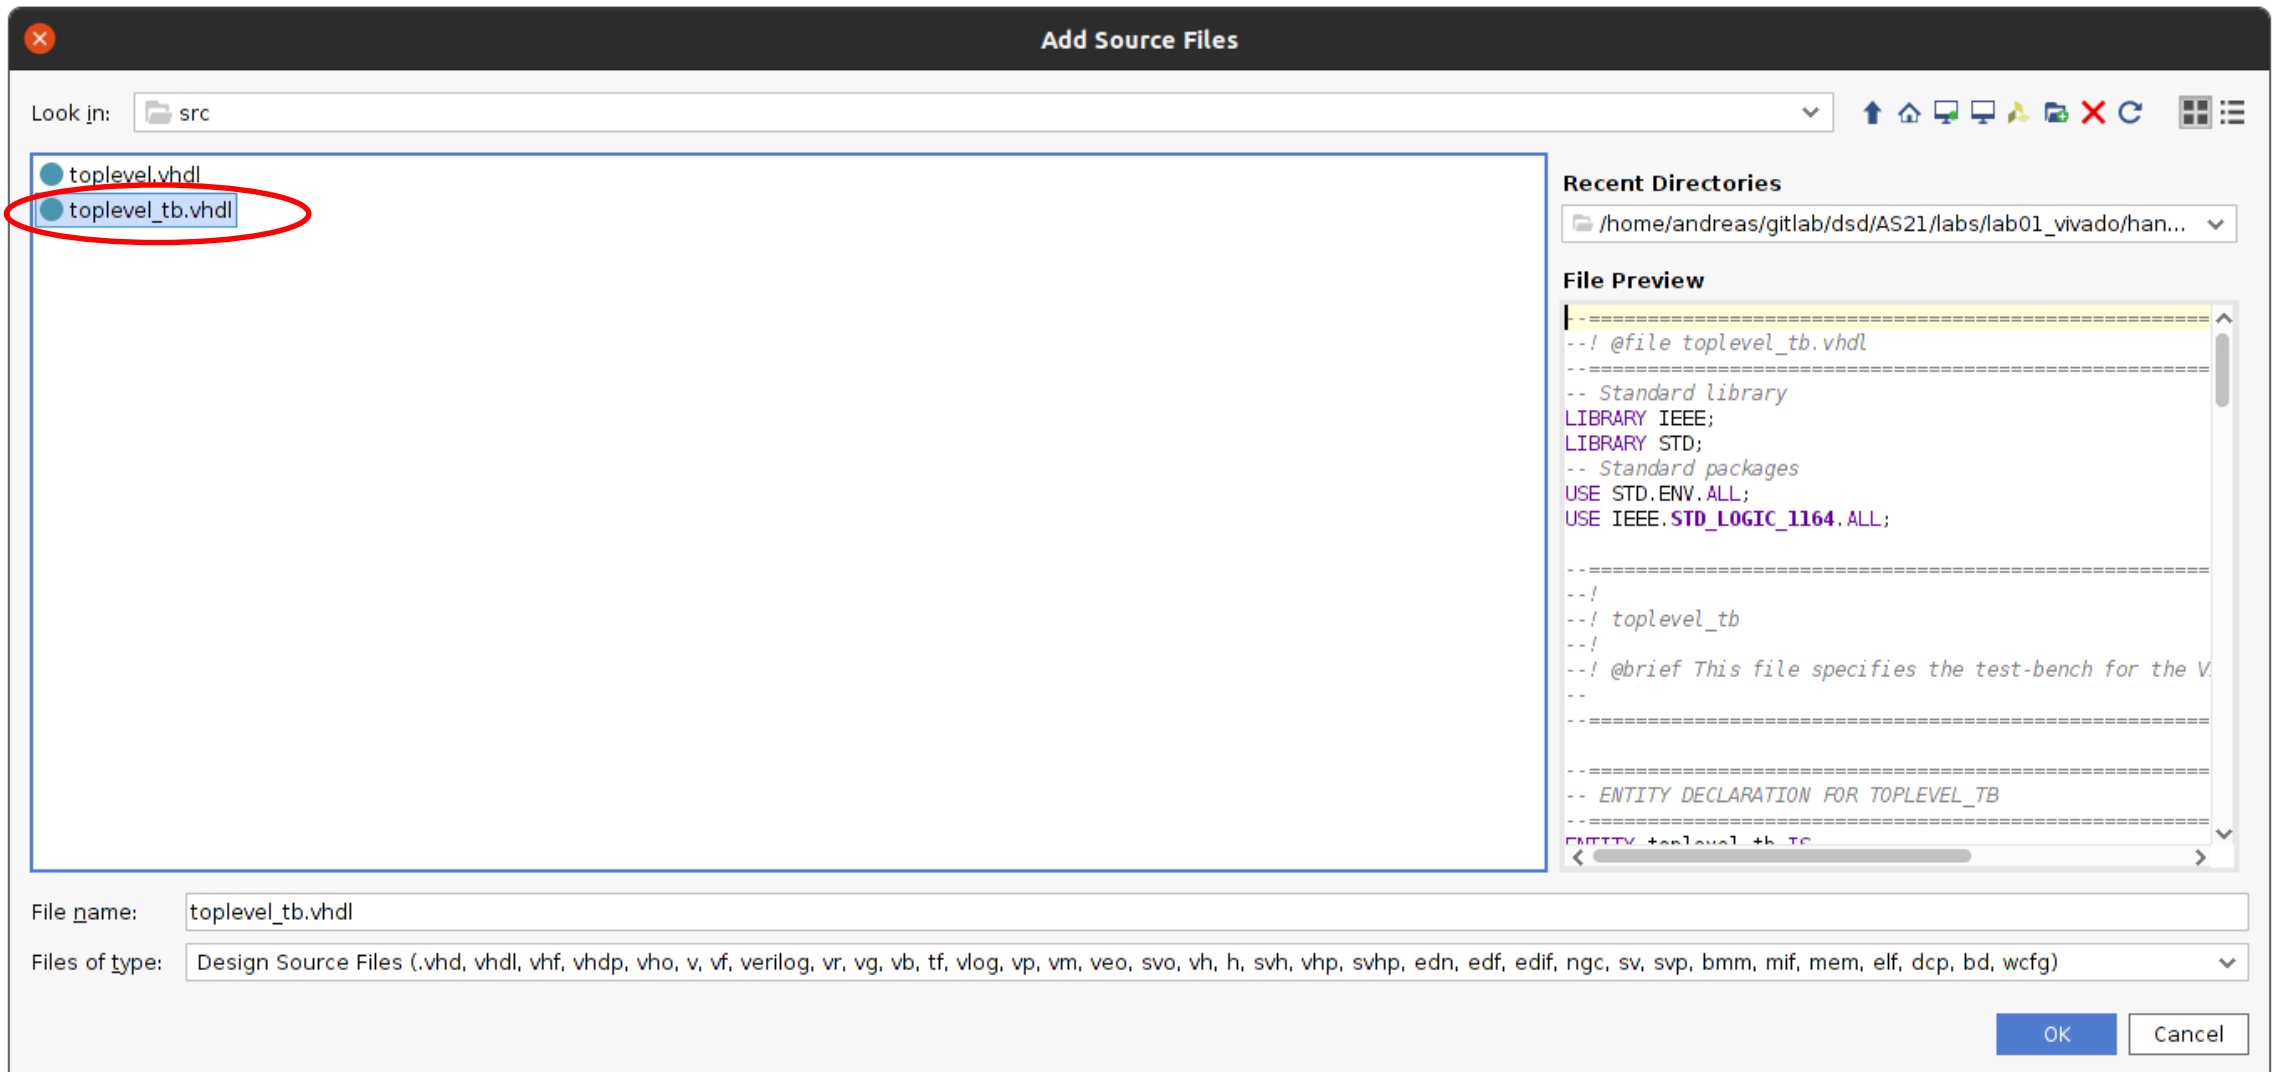 Add Source Files
Look in: src
toplevel.vhdl
toplevel_tb.vhdl
Recent Directories
/home/andreas/gitlab/dsd/AS21/labs/lab01_vivado/han...
File Preview
--=====================================================
--! @file toplevel_tb.vhdl
--=====================================================
-- Standard library
LIBRARY IEEE;
LIBRARY STD;
-- Standard packages
USE STD.ENV.ALL;
USE IEEE.STD_LOGIC_1164.ALL;
--=====================================================
--!
--! toplevel_tb
--!
--! @brief This file specifies the test-bench for the V
--
--=====================================================
--=====================================================
-- ENTITY DECLARATION FOR TOPLEVEL_TB
--=====================================================
ENTITY toplevel_tb IS
File name: toplevel_tb.vhdl
Files of type: Design Source Files (.vhd, vhdl, vhf, vhdp, vho, v, vf, verilog, vr, vg, vb, tf, vlog, vp, vm, veo, svo, vh, h, svh, vhp, svhp, edn, edf, edif, ngc, sv, svp, bmm, mif, mem, elf, dcp, bd, wcfg)
OK Cancel